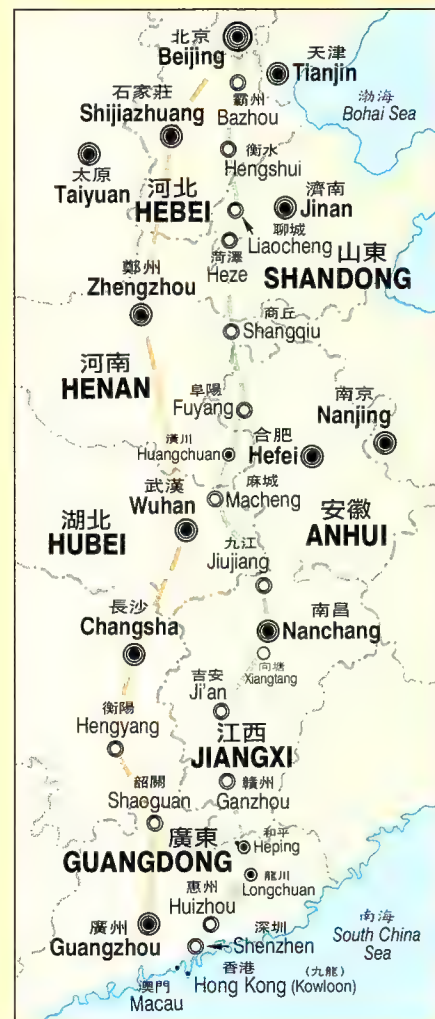 北京
Beijing
天津
Tianjin
渤海
Bohai Sea
霸州
Bazhou
石家莊
Shijiazhuang
衡水
Hengshui
太原
Taiyuan
河北
HEBEI
濟南
Jinan
聊城
Liaocheng
菏澤
Heze
山東
SHANDONG
鄭州
Zhengzhou
商丘
Shangqiu
河南
HENAN
阜陽
Fuyang
南京
Nanjing
潢川
Huangchuan
合肥
Hefei
武漢
Wuhan
麻城
Macheng
安徽
ANHUI
湖北
HUBEI
九江
Jiujiang
長沙
Changsha
南昌
Nanchang
向塘
Xiangtang
吉安
Ji'an
衡陽
Hengyang
江西
JIANGXI
韶關
Shaoguan
贛州
Ganzhou
廣東
GUANGDONG
和平
Heping
龍川
Longchuan
惠州
Huizhou
廣州
Guangzhou
深圳
Shenzhen
南海
South China
Sea
香港 (九龍)
Hong Kong (Kowloon)
澳門
Macau